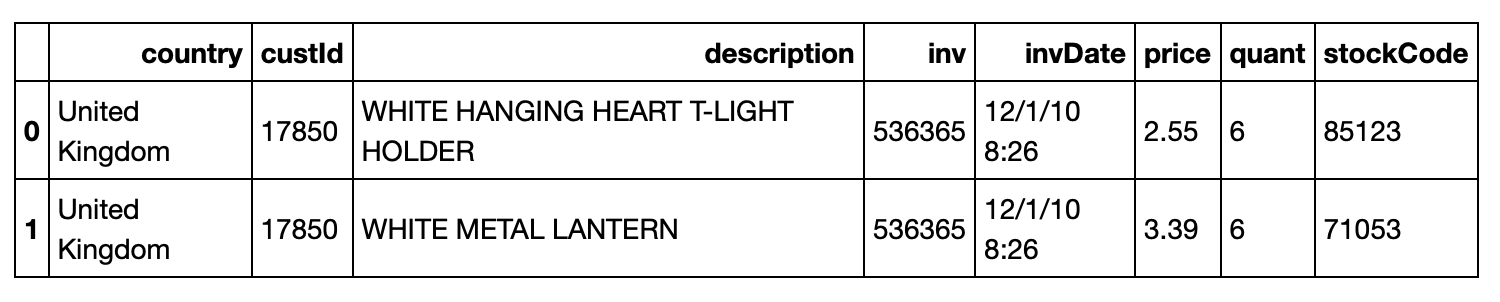 country custId description inv invDate price quant stockCode
0 United Kingdom 17850 WHITE HANGING HEART T-LIGHT HOLDER 536365 12/1/10 8:26 2.55 6 85123
1 United Kingdom 17850 WHITE METAL LANTERN 536365 12/1/10 8:26 3.39 6 71053